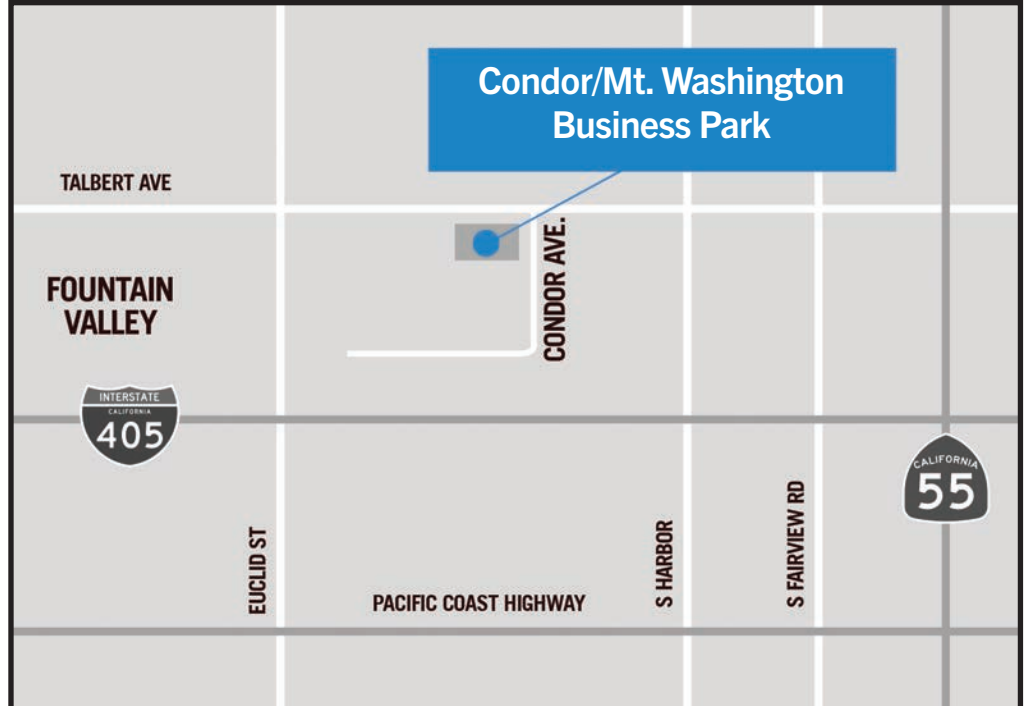 Condor/Mt. Washington
Business Park
TALBERT AVE
CONDOR AVE.
FOUNTAIN
VALLEY
INTERSTATE
CALIFORNIA
405
CALIFORNIA
55
EUCLID ST
PACIFIC COAST HIGHWAY
S HARBOR
S FAIRVIEW RD